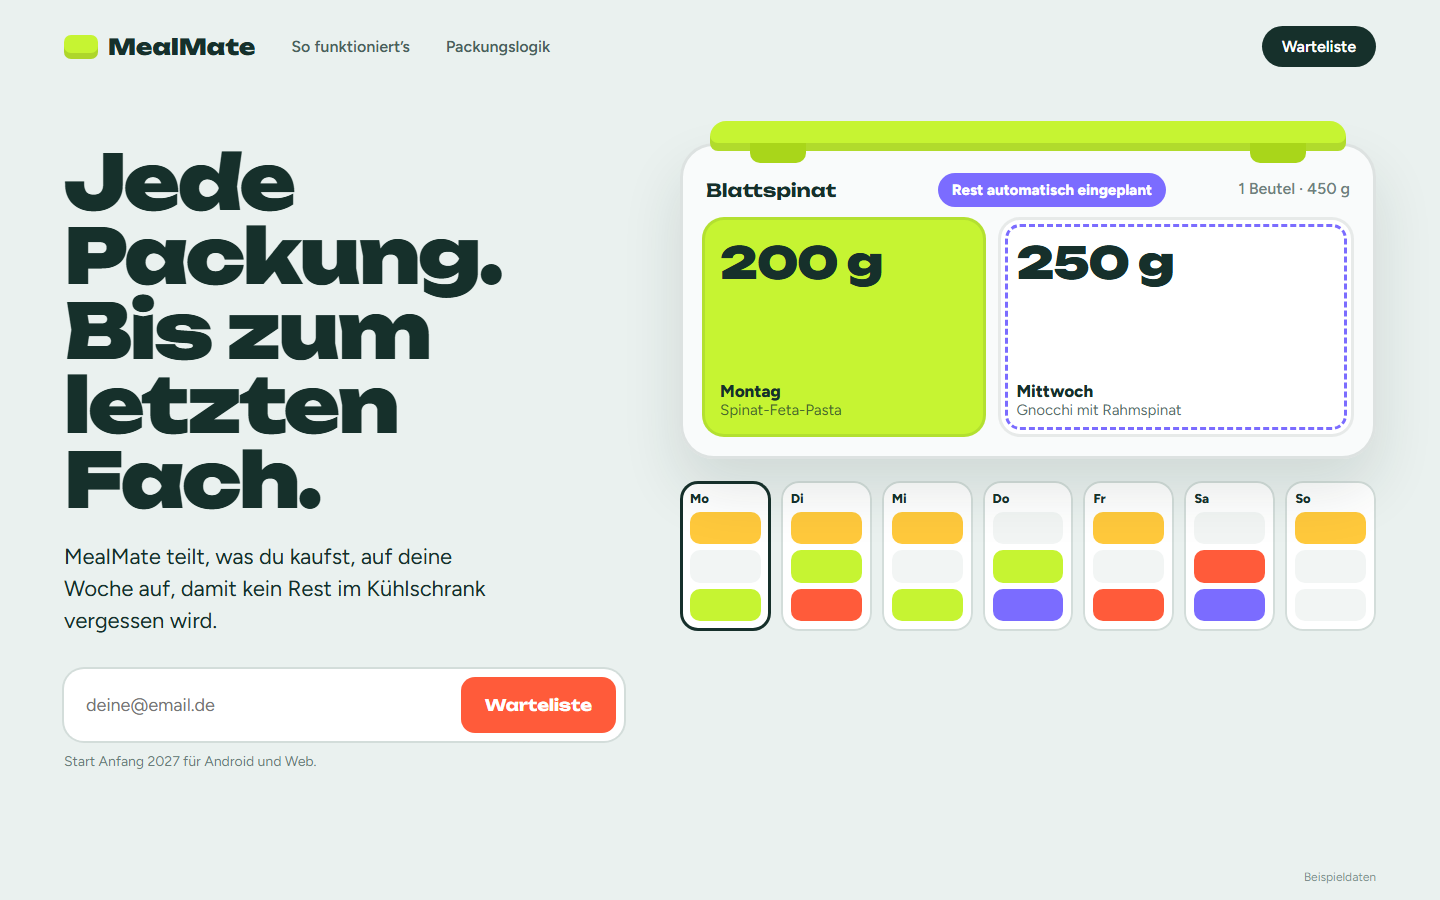 MealMate
So funktioniert's
Packungslogik
Warteliste
Jede
Packung.
Bis zum
letzten
Fach.
MealMate teilt, was du kaufst, auf deine
Woche auf, damit kein Rest im Kühlschrank
vergessen wird.
deine@email.de
Warteliste
Start Anfang 2027 für Android und Web.
Blattspinat
Rest automatisch eingeplant
1 Beutel · 450 g
200 g
Montag
Spinat-Feta-Pasta
250 g
Mittwoch
Gnocchi mit Rahmspinat
Mo
Di
Mi
Do
Fr
Sa
So
Beispieldaten